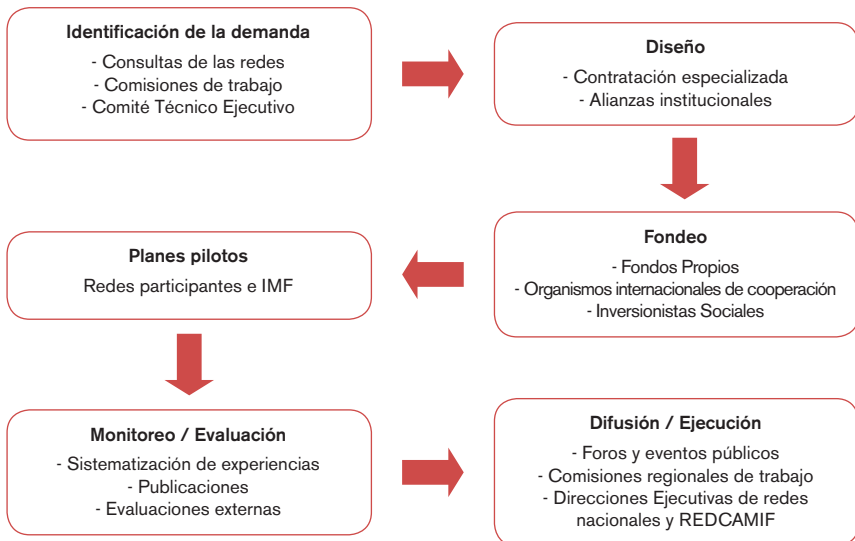 Identificación de la demanda
- Consultas de las redes
- Comisiones de trabajo
- Comité Técnico Ejecutivo
Diseño
- Contratación especializada
- Alianzas institucionales
Fondeo
- Fondos Propios
- Organismos internacionales de cooperación
- Inversionistas Sociales
Planes pilotos
Redes participantes e IMF
Monitoreo / Evaluación
- Sistematización de experiencias
- Publicaciones
- Evaluaciones externas
Difusión / Ejecución
- Foros y eventos públicos
- Comisiones regionales de trabajo
- Direcciones Ejecutivas de redes
nacionales y REDCAMIF